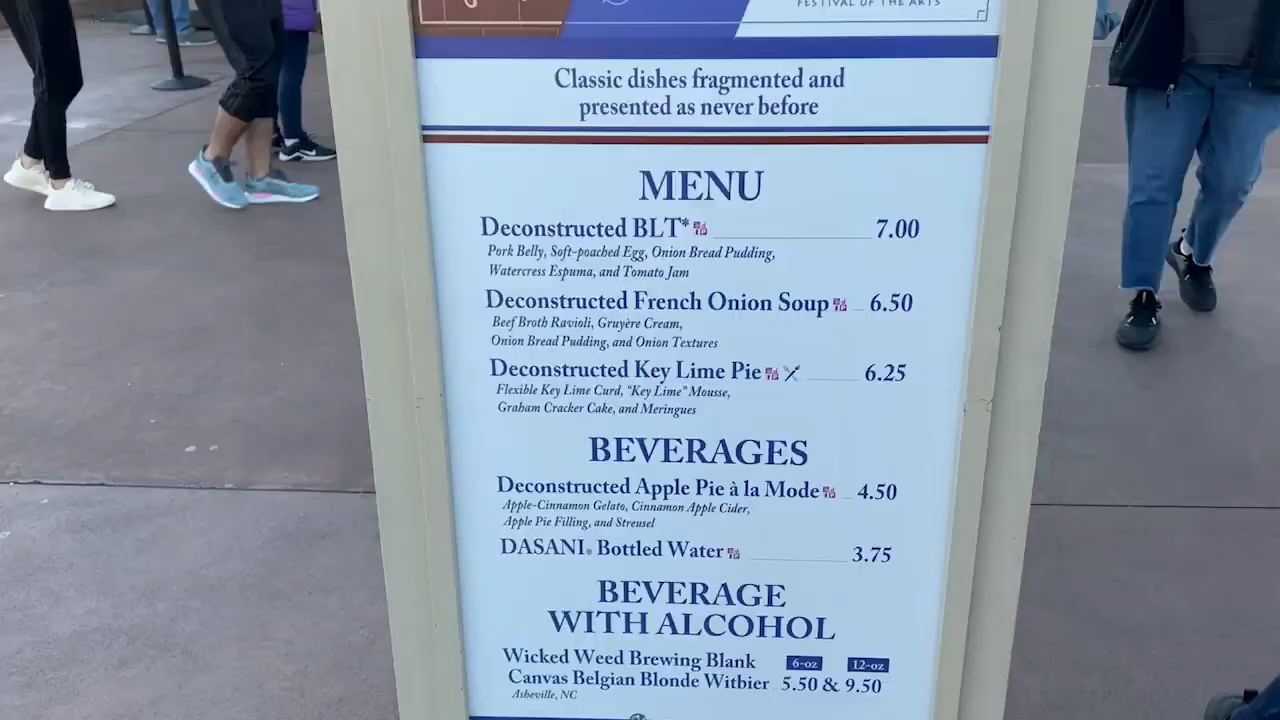 FESTIVAL OF THE ARTS
Classic dishes fragmented and
presented as never before
MENU
Deconstructed BLT* 7.00
Pork Belly, Soft-poached Egg, Onion Bread Pudding,
Watercress Espuma, and Tomato Jam
Deconstructed French Onion Soup 6.50
Beef Broth Ravioli, Gruyère Cream,
Onion Bread Pudding, and Onion Textures
Deconstructed Key Lime Pie 6.25
Flexible Key Lime Curd, "Key Lime" Mousse,
Graham Cracker Cake, and Meringues
BEVERAGES
Deconstructed Apple Pie à la Mode 4.50
Apple-Cinnamon Gelato, Cinnamon Apple Cider,
Apple Pie Filling, and Streusel
DASANI® Bottled Water 3.75
BEVERAGE
WITH ALCOHOL
Wicked Weed Brewing Blank 6-oz 12-oz
Canvas Belgian Blonde Witbier 5.50 & 9.50
Asheville, NC